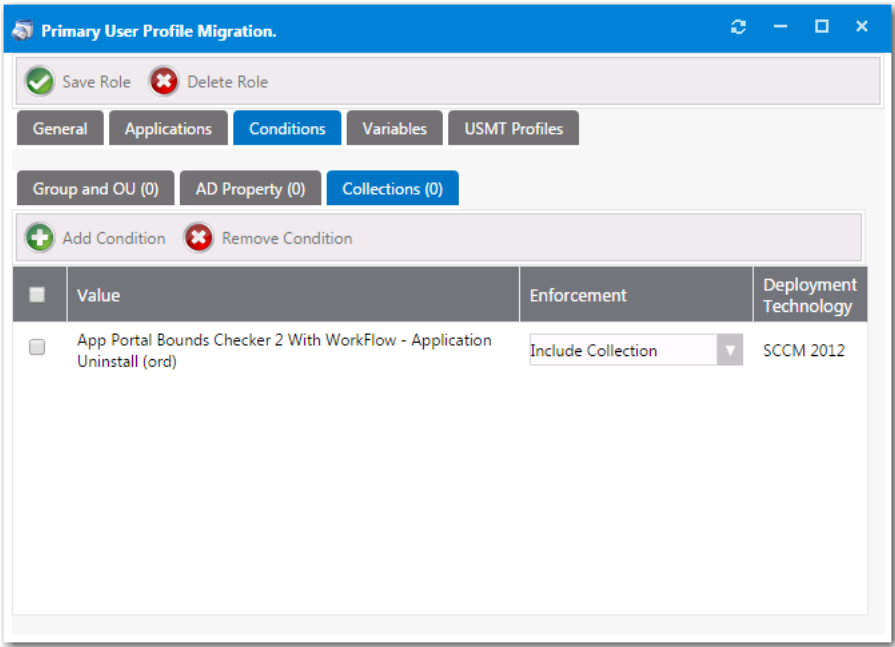 Primary User Profile Migration.
Save Role Delete Role
General Applications Conditions Variables USMT Profiles
Group and OU (0) AD Property (0) Collections (0)
Add Condition Remove Condition
Value Enforcement Deployment
Technology
App Portal Bounds Checker 2 With WorkFlow - Application
Uninstall (ord)
Include Collection
SCCM 2012